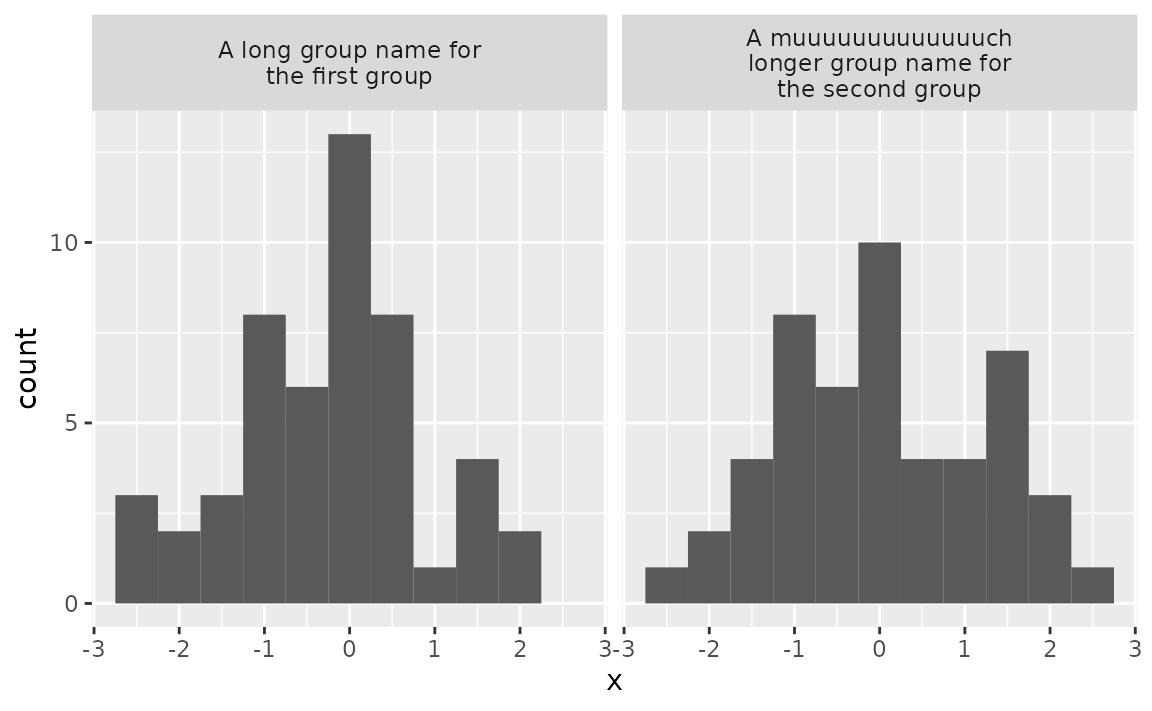 A long group name for
the first group
A muuuuuuuuuuuuuch
longer group name for
the second group
count
10
5
0
-3 -2 -1 0 1 2 3
-3 -2 -1 0 1 2 3
x